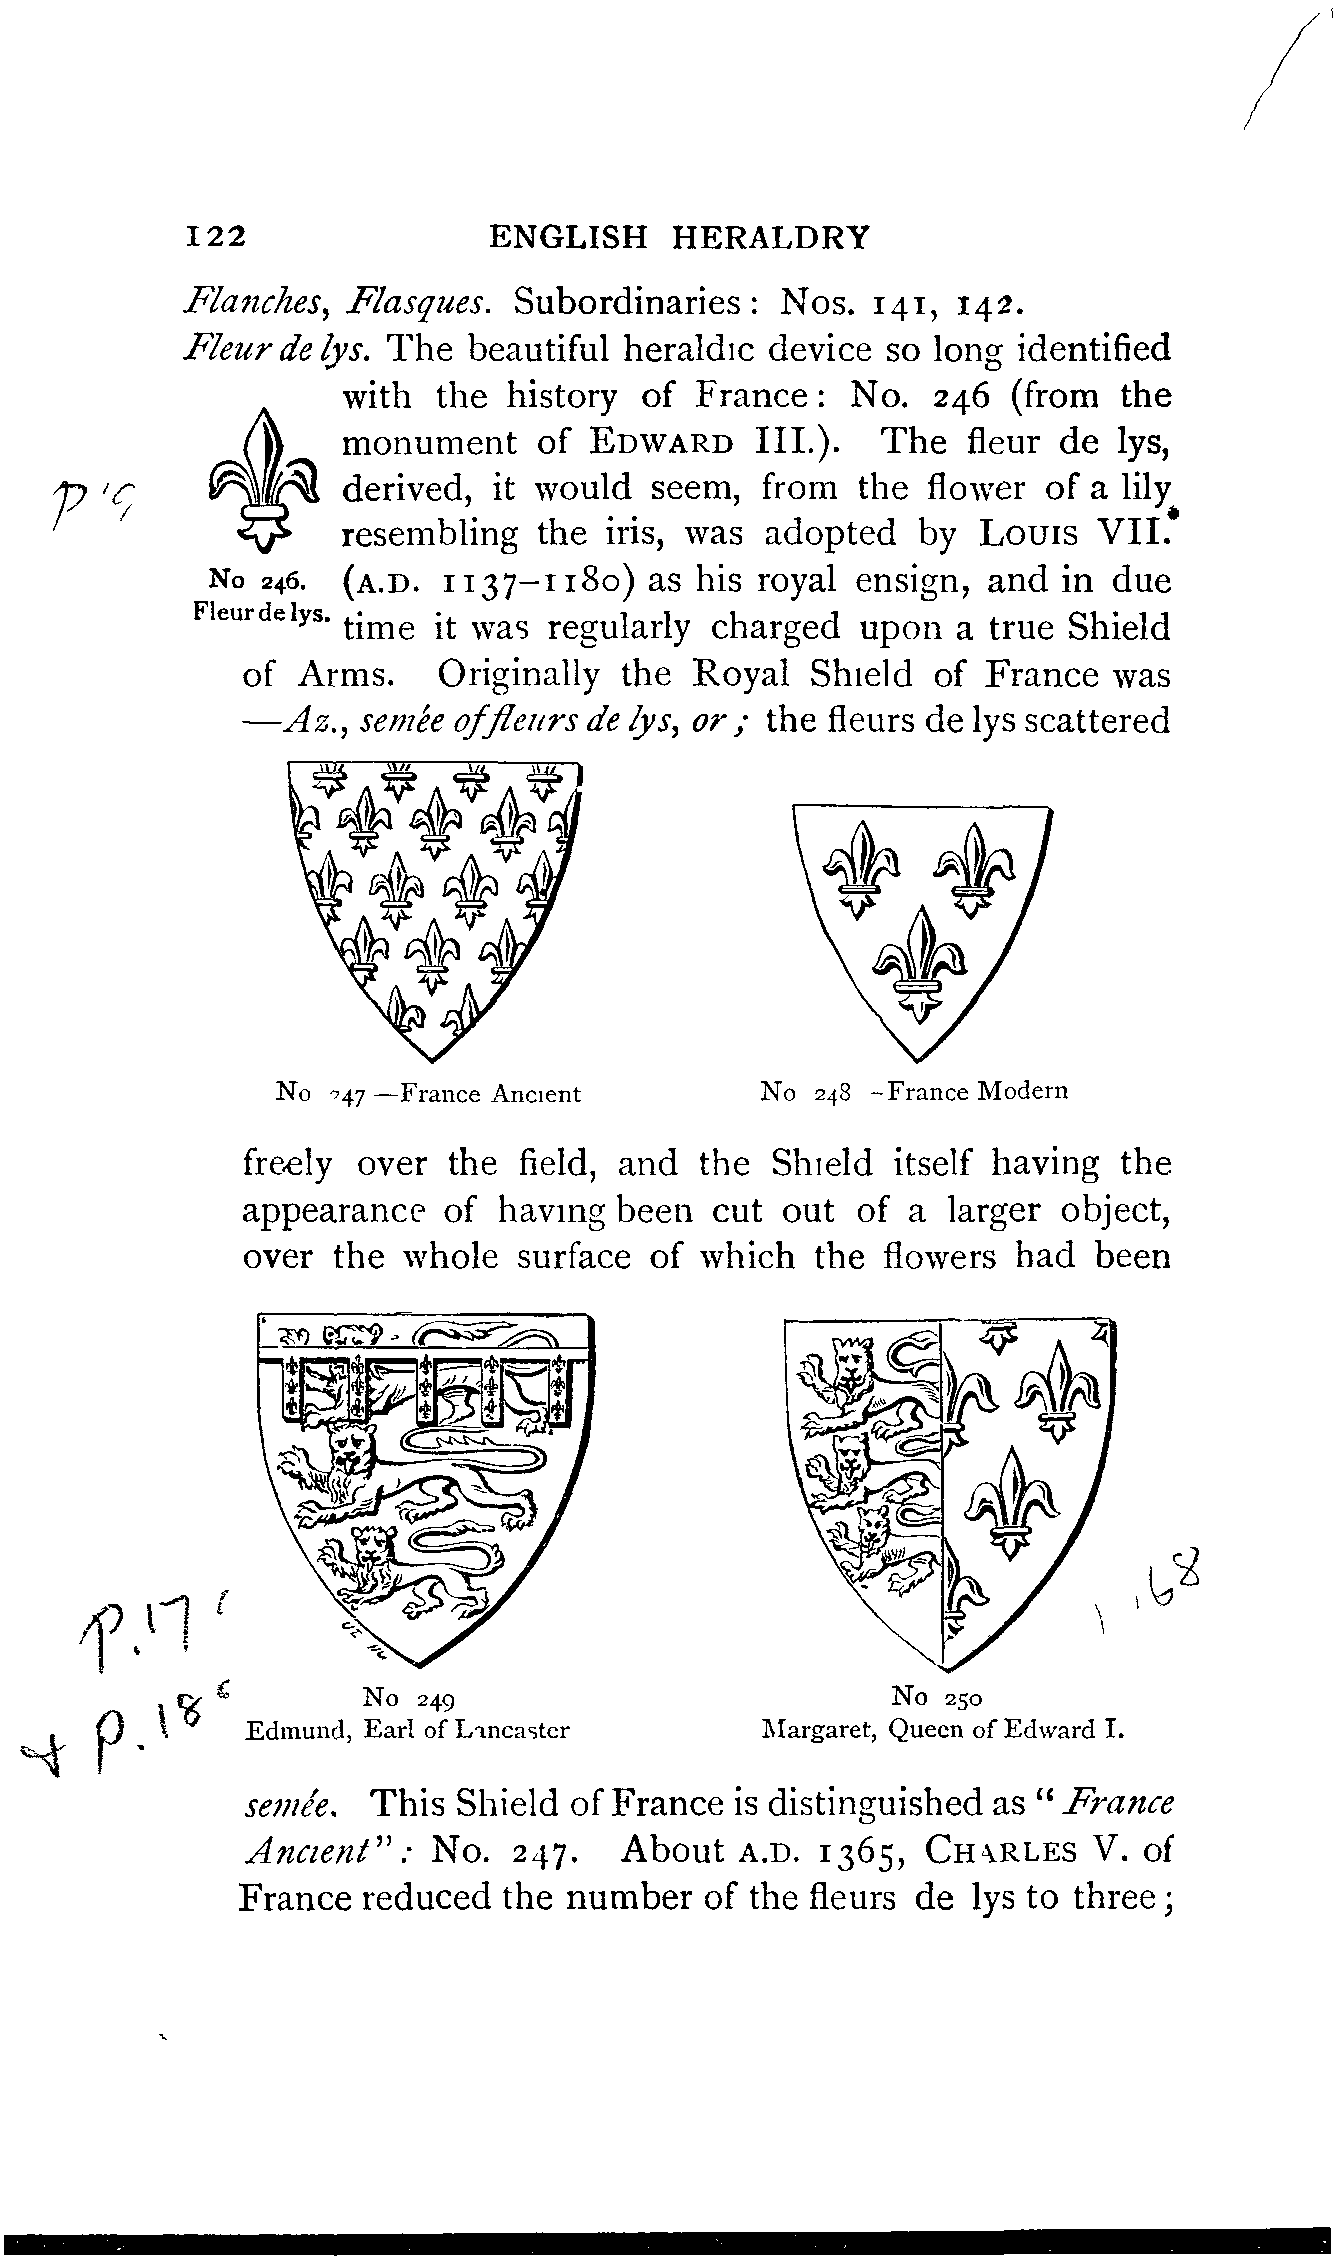 122 ENGLISH HERALDRY
Flanches, Flasques. Subordinaries: Nos. 141, 142.
Fleur de lys. The beautiful heraldic device so long identified
with the history of France: No. 246 (from the
monument of EDWARD III.). The fleur de lys,
derived, it would seem, from the flower of a lily
resembling the iris, was adopted by LOUIS VII.
(A.D. 1137–1180) as his royal ensign, and in due
No 246.
Fleur de lys.
time it was regularly charged upon a true Shield
of Arms. Originally the Royal Shield of France was
—Az., semée of fleurs de lys, or; the fleurs de lys scattered
No 247 —France Ancient
No 248 -France Modern
freely over the field, and the Shield itself having the
appearance of having been cut out of a larger object,
over the whole surface of which the flowers had been
p.17
+ p. 18
168
No 249
Edmund, Earl of Lancaster
No 250
Margaret, Queen of Edward I.
semée. This Shield of France is distinguished as “France
Ancient”: No. 247. About A.D. 1365, CHARLES V. of
France reduced the number of the fleurs de lys to three;